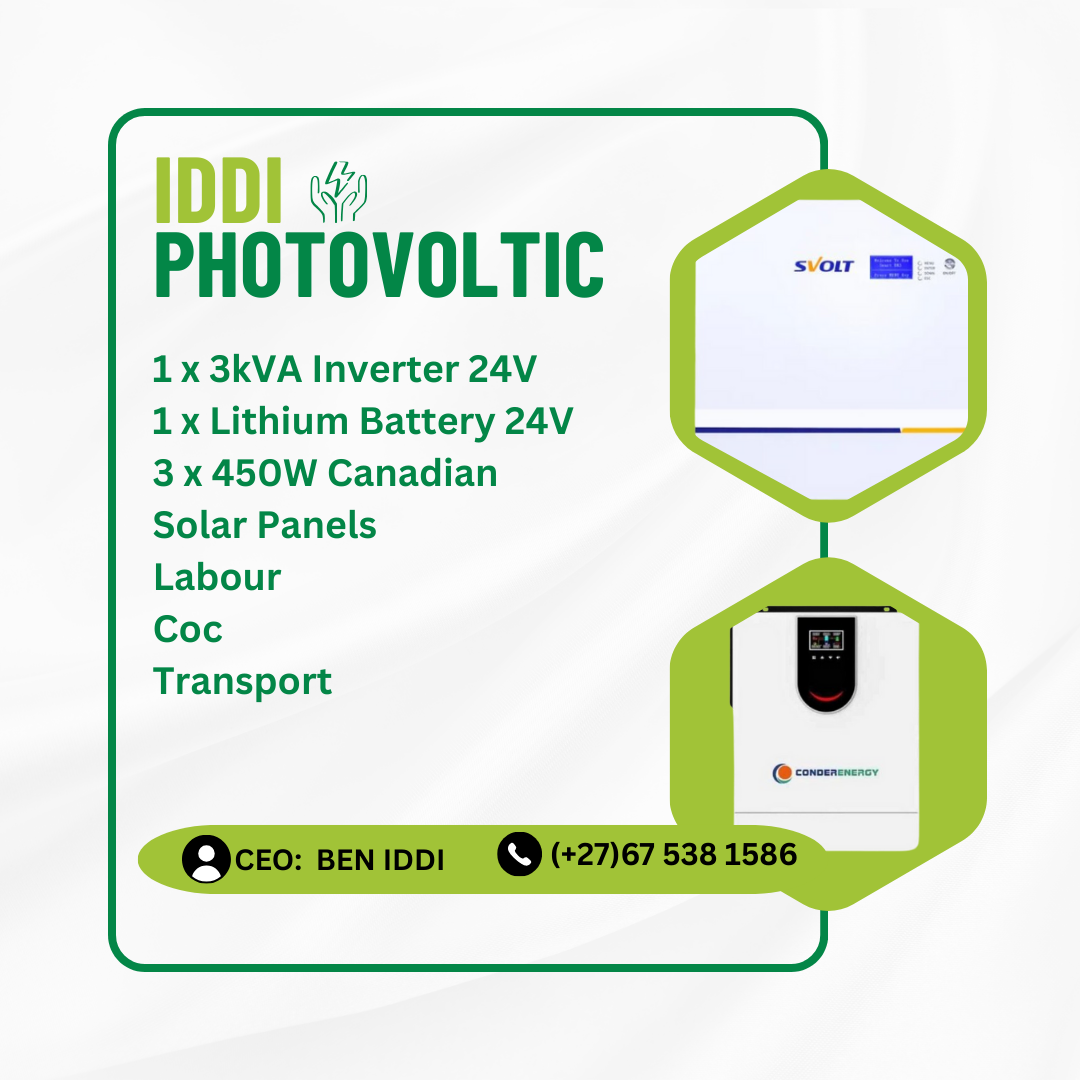 IDDI
PHOTOVOLTIC
1 x 3kVA Inverter 24V
1 x Lithium Battery 24V
3 x 450W Canadian
Solar Panels
Labour
Coc
Transport
SVOLT
CONDERENERGY
CEO: BEN IDDI
(+27)67 538 1586